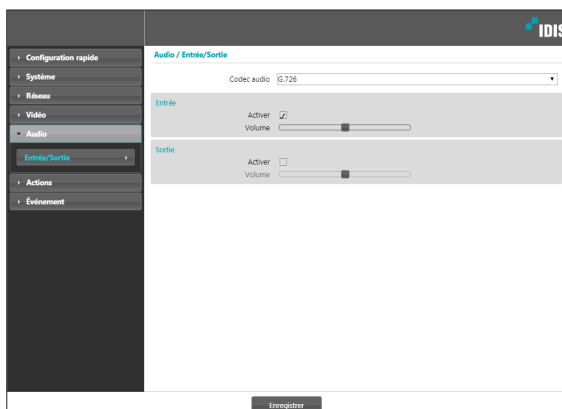 IDIS
Configuration rapide
Système
Réseau
Vidéo
Audio
Entrée/Sortie
Actions
Événement
Audio / Entrée/Sortie
Codec audio G.726
Entrée
Activer
Volume
Sortie
Activer
Volume
Enregistrer